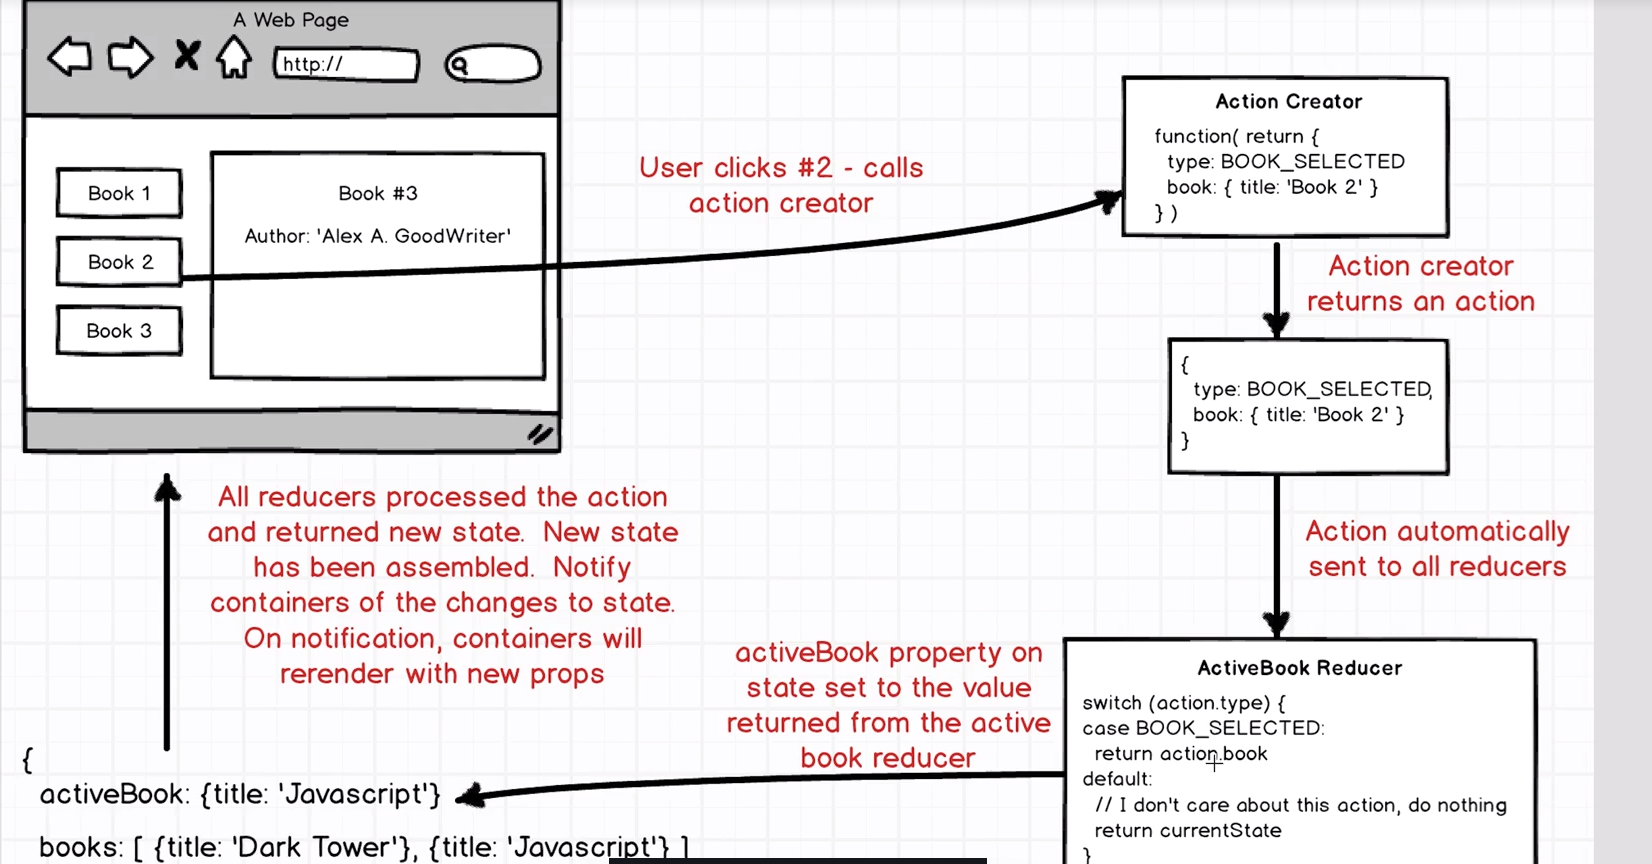 A Web Page
http://
Book 1
Book 2
Book 3
Book #3
Author: 'Alex A. GoodWriter'
User clicks #2 - calls
action creator
Action Creator
function( return {
type: BOOK_SELECTED
book: { title: 'Book 2' }
} )
Action creator
returns an action
{
type: BOOK_SELECTED,
book: { title: 'Book 2' }
}
Action automatically
sent to all reducers
ActiveBook Reducer
switch (action.type) {
case BOOK_SELECTED:
return action.book
default:
// I don't care about this action, do nothing
return currentState
}
activeBook property on
state set to the value
returned from the active
book reducer
All reducers processed the action
and returned new state. New state
has been assembled. Notify
containers of the changes to state.
On notification, containers will
rerender with new props
{
activeBook: {title: 'Javascript'}
books: [ {title: 'Dark Tower'}, {title: 'Javascript'} ]